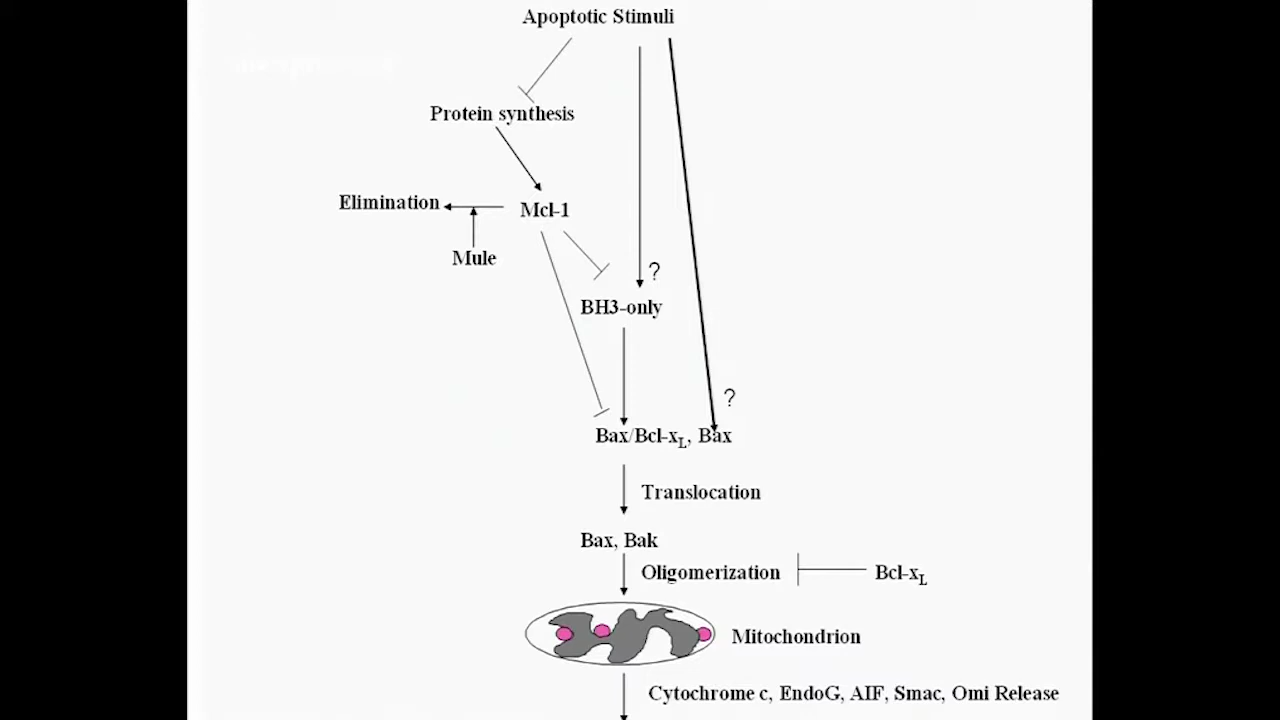 Apoptotic Stimuli
Protein synthesis
Elimination
Mcl-1
Mule
?
BH3-only
?
Bax/Bcl-xL, Bax
Translocation
Bax, Bak
Oligomerization
Bcl-xL
Mitochondrion
Cytochrome c, EndoG, AIF, Smac, Omi Release